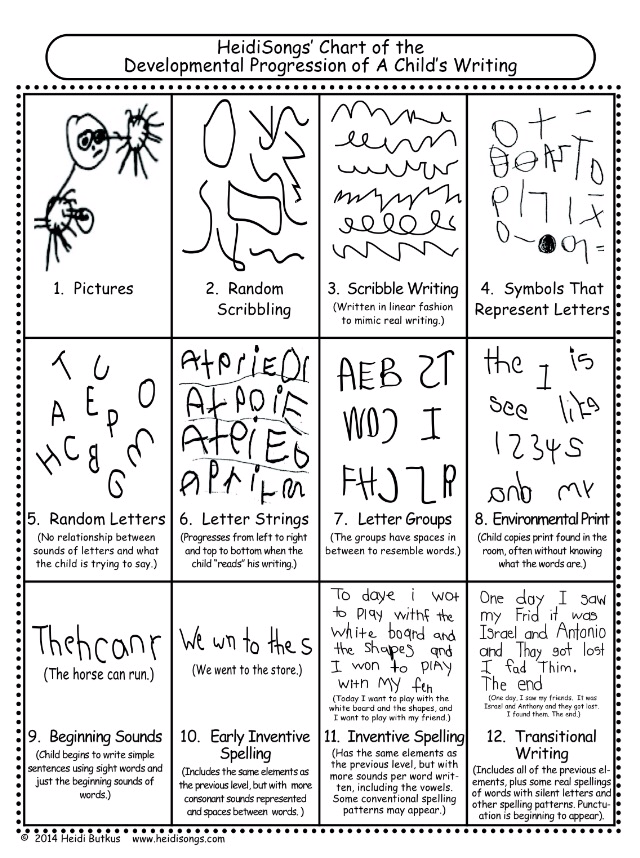 HeidiSongs' Chart of the
Developmental Progression of A Child's Writing
1. Pictures
2. Random
Scribbling
3. Scribble Writing
(Written in linear fashion
to mimic real writing.)
4. Symbols That
Represent Letters
T C
A E P O
H C B G
5. Random Letters
(No relationship between
sounds of letters and what
the child is trying to say.)
6. Letter Strings
(Progresses from left to right
and top to bottom when the
child "reads" his writing.)
AEB
I
7. Letter Groups
(The groups have spaces in
between to resemble words.)
the I is
see
12345
8. Environmental Print
(Child copies print found in the
room, often without knowing
what the words are.)
Thehcanr
(The horse can run.)
9. Beginning Sounds
(Child begins to write simple
sentences using sight words and
just the beginning sounds of
words.)
We wn to the s
(We went to the store.)
10. Early Inventive
Spelling
(Includes the same elements as
the previous level, but with more
consonant sounds represented
and spaces between words.)
To daye i wot
to Play withf the
white board and
the shapes and
I won to PlAY
with MY fen
(Today I want to play with the
white board and the shapes, and
I want to play with my friend.)
11. Inventive Spelling
(Has the same elements as
the previous level, but with
more sounds per word writ-
ten, including the vowels.
Some conventional spelling
patterns may appear.)
One day I saw
my Frid it was
Israel and Antonio
and Thay got lost
I fad Thim.
The end
(One day, I saw my friends. It was
Israel and Anthony and they got lost.
I found them. The end.)
12. Transitional
Writing
(Includes all of the previous el-
ements, plus some real spellings
of words with silent letters and
other spelling patterns. Punctu-
ation is beginning to appear).
© 2014 Heidi Butkus www.heidisongs.com